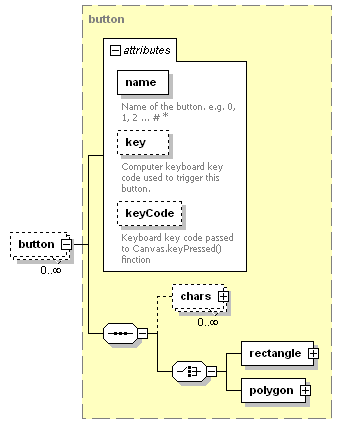 button
attributes
name
Name of the button. e.g. 0,
1, 2 ... # *
key
Computer keyboard key
code used to trigger this
button.
keyCode
Keyboard key code passed
to Canvas.keyPressed()
finction
button
0..∞
chars
0..∞
rectangle
polygon